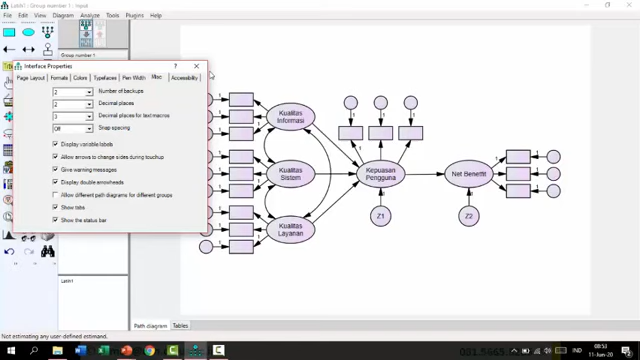 Latih1 : Group number 1 : Input
File Edit View Diagram Analyze Tools Plugins Help
Group number 1
Interface Properties
?
Page Layout Formats Colors Typefaces Pen Width Misc Accessibility
2 Number of backups
2 Decimal places
3 Decimal places for text macros
Off Snap spacing
Display variable labels
Allow arrows to change sides during touchup
Give warning messages
Display double arrowheads
Allow different path diagrams for different groups
Show tabs
Show the status bar
Kualitas
Informasi
Kualitas
Sistem
Kepuasan
Pengguna
Net Benefit
Z1
Z2
Kualitas
Layanan
Latih1
Path diagram Tables
Not estimating any user-defined estimand.
IND
08:53
11-Jun-20